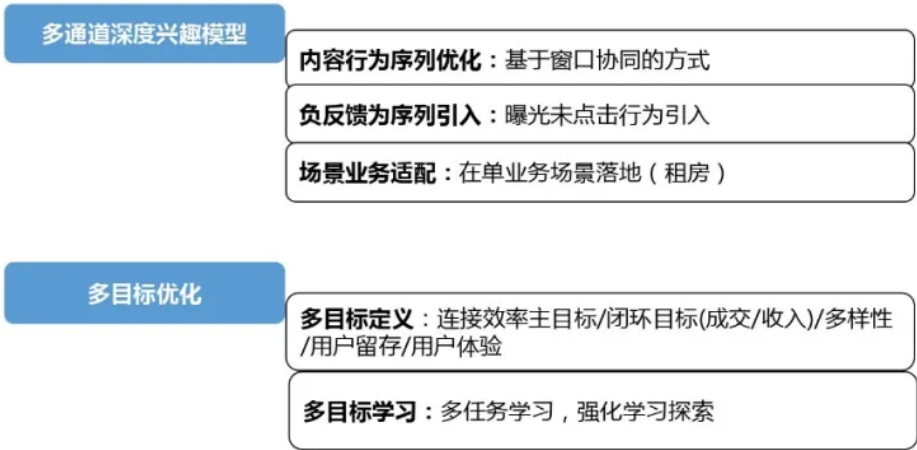 多通道深度兴趣模型
内容行为序列优化：基于窗口协同的方式
负反馈为序列引入：曝光未点击行为引入
场景业务适配：在单业务场景落地（租房）
多目标优化
多目标定义：连接效率主目标/闭环目标(成交/收入)/多样性
/用户留存/用户体验
多目标学习：多任务学习，强化学习探索